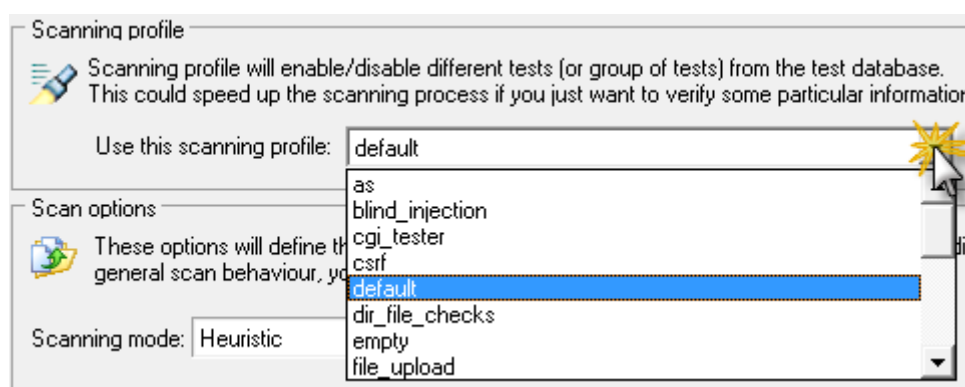 Scanning profile
Scanning profile will enable/disable different tests (or group of tests) from the test database.
This could speed up the scanning process if you just want to verify some particular information
Use this scanning profile: default
as
blind_injection
cgi_tester
csrf
default
dir_file_checks
empty
file_upload
Scan options
These options will define th
general scan behaviour, yo
Scanning mode: Heuristic